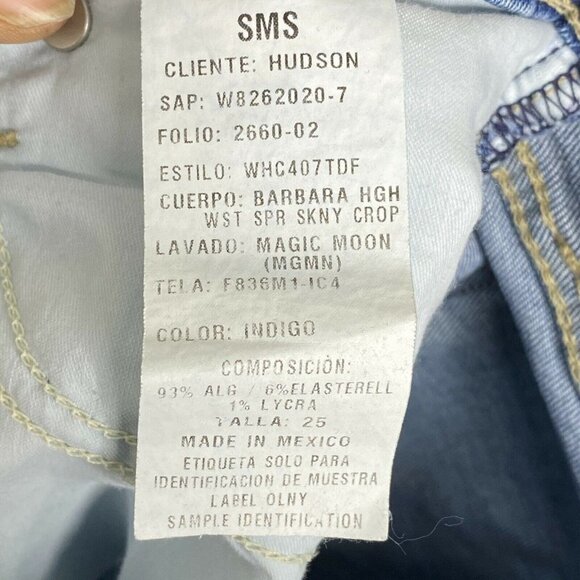 SMS
CLIENTE: HUDSON
SAP: W8262020-7
FOLIO: 2660-02
ESTILO: WHC407TDF
CUERPO: BARBARA HGH
WST SPR SKNY CROP
LAVADO: MAGIC MOON
(MGMN)
TELA: F836M1-IC4
COLOR: INDIGO
COMPOSICIÓN:
93% ALG / 6%ELASTERELL
1% LYCRA
TALLA: 25
MADE IN MEXICO
ETIQUETA SOLO PARA
IDENTIFICACION DE MUESTRA
LABEL OLNY
SAMPLE IDENTIFICATION